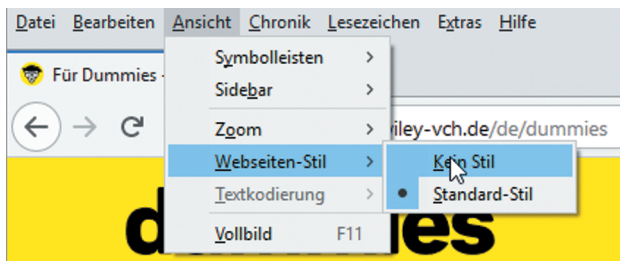 Datei Bearbeiten Ansicht Chronik Lesezeichen Extras Hilfe
Symbolleisten
Für Dummies -
Sidebar
Zoom
iley-vch.de/de/dummies
Webseiten-Stil
Kein Stil
Textkodierung
Standard-Stil
Vollbild F11